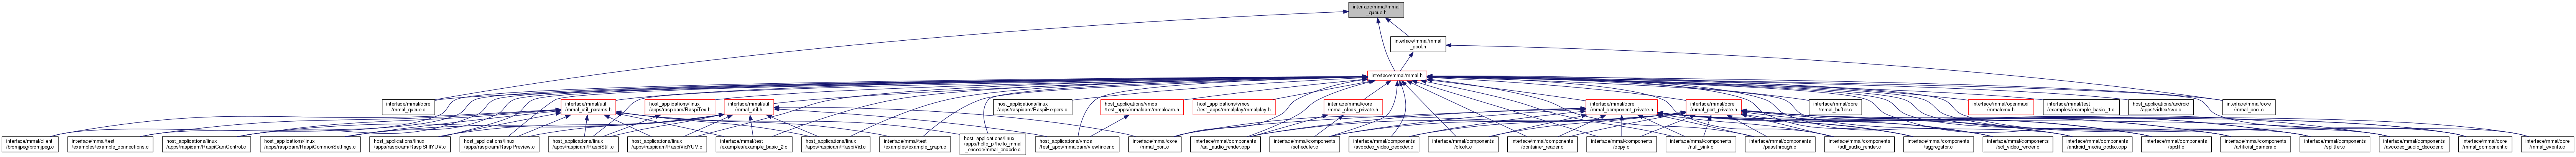 interface/mmal/mmal
_queue.h
interface/mmal/mmal
_pool.h
interface/mmal/mmal.h
interface/mmal/core
/mmal_queue.c
interface/mmal/util
/mmal_util_params.h
host_applications/linux
/apps/raspicam/RaspiTex.h
interface/mmal/util
/mmal_util.h
host_applications/linux
/apps/raspicam/RaspiHelpers.c
host_applications/vmcs
/test_apps/mmalcam/mmalcam.h
host_applications/vmcs
/test_apps/mmalplay/mmalplay.h
interface/mmal/core
/mmal_clock_private.h
interface/mmal/core
/mmal_component_private.h
interface/mmal/core
/mmal_port_private.h
interface/mmal/core
/mmal_buffer.c
interface/mmal/openmaxil
/mmalomx.h
interface/mmal/test
/examples/example_basic_1.c
host_applications/android
/apps/vidtex/svp.c
interface/mmal/core
/mmal_pool.c
interface/mmal/client
/brcmjpeg/brcmjpeg.c
interface/mmal/test
/examples/example_connections.c
host_applications/linux
/apps/raspicam/RaspiCamControl.c
host_applications/linux
/apps/raspicam/RaspiCommonSettings.c
host_applications/linux
/apps/raspicam/RaspiStillYUV.c
host_applications/linux
/apps/raspicam/RaspiPreview.c
host_applications/linux
/apps/raspicam/RaspiStill.c
host_applications/linux
/apps/raspicam/RaspiVidYUV.c
interface/mmal/test
/examples/example_basic_2.c
host_applications/linux
/apps/raspicam/RaspiVid.c
interface/mmal/test
/examples/example_graph.c
host_applications/linux
/apps/hello_pi/hello_mmal
_encode/mmal_encode.c
host_applications/vmcs
/test_apps/mmalcam/viewfinder.c
interface/mmal/core
/mmal_port.c
interface/mmal/components
/aaf_audio_render.cpp
interface/mmal/components
/scheduler.c
interface/mmal/components
/avcodec_video_decoder.c
interface/mmal/components
/clock.c
interface/mmal/components
/container_reader.c
interface/mmal/components
/copy.c
interface/mmal/components
/null_sink.c
interface/mmal/components
/passthrough.c
interface/mmal/components
/sdl_audio_render.c
interface/mmal/components
/aggregator.c
interface/mmal/components
/sdl_video_render.c
interface/mmal/components
/android_media_codec.cpp
interface/mmal/components
/spdif.c
interface/mmal/components
/artificial_camera.c
interface/mmal/components
/splitter.c
interface/mmal/components
/avcodec_audio_decoder.c
interface/mmal/core
/mmal_component.c
interface/mmal/core
/mmal_events.c